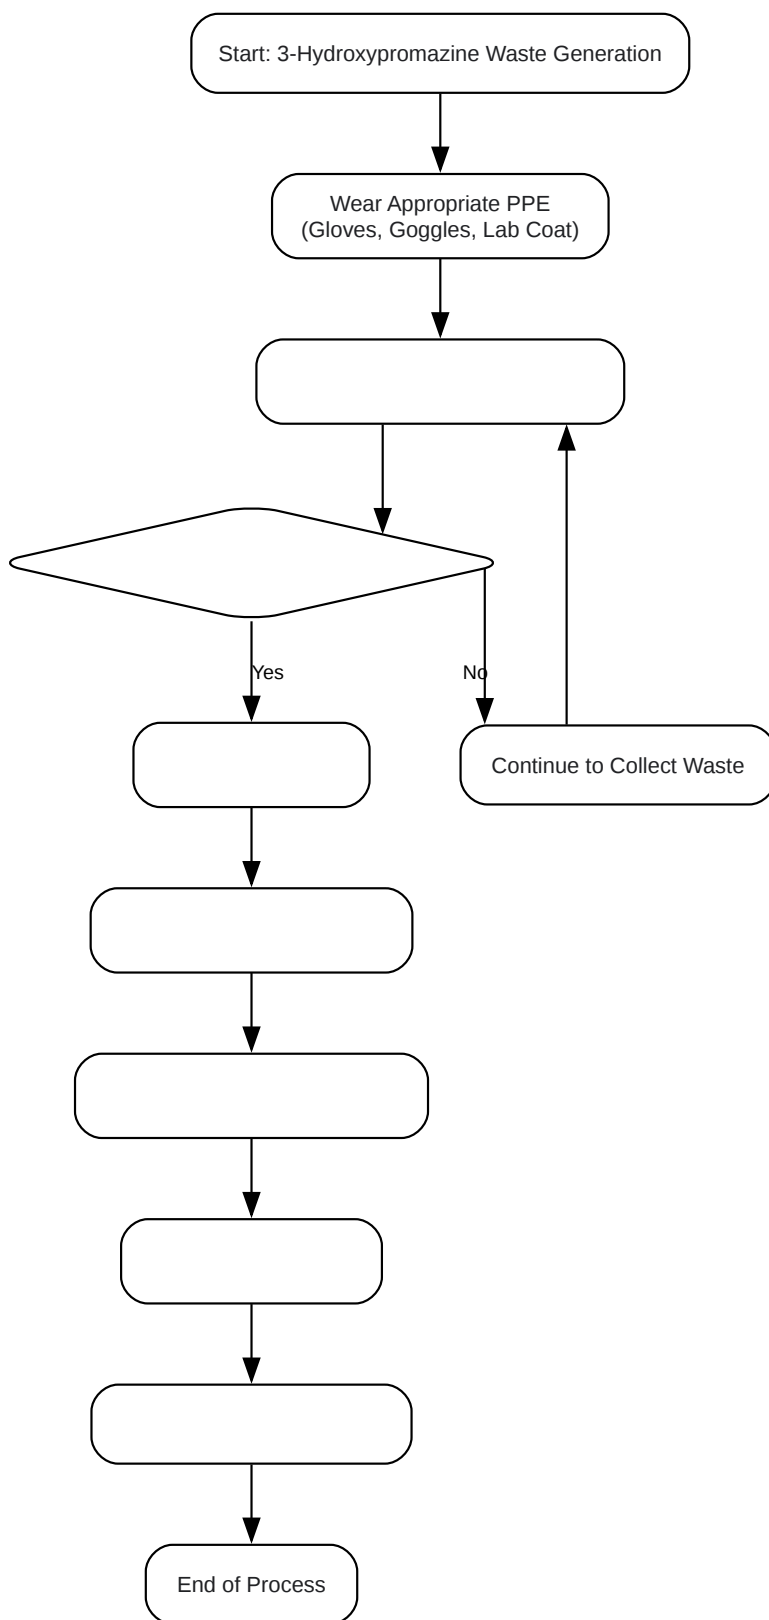 Start: 3-Hydroxypromazine Waste Generation
Wear Appropriate PPE
(Gloves, Goggles, Lab Coat)
Yes
No
Continue to Collect Waste
End of Process